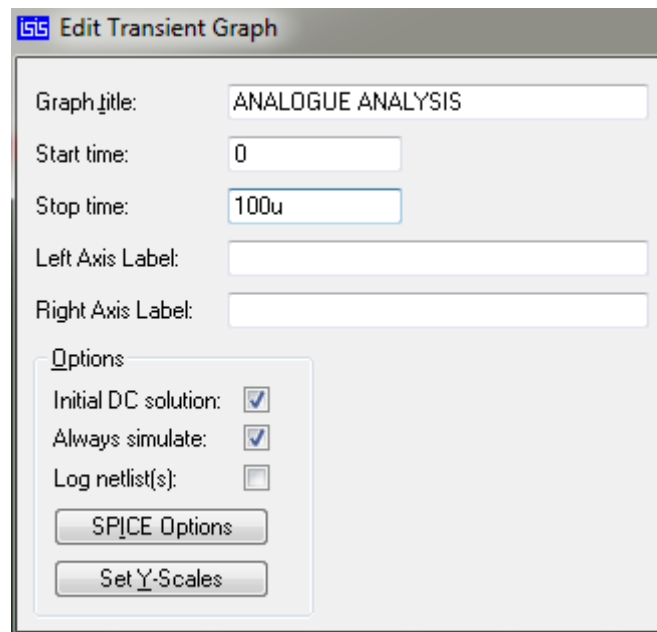 isis Edit Transient Graph
Graph title: ANALOGUE ANALYSIS
Start time: 0
Stop time: 100u
Left Axis Label:
Right Axis Label:
Options
Initial DC solution:
Always simulate:
Log netlist(s):
SPICE Options
Set Y-Scales